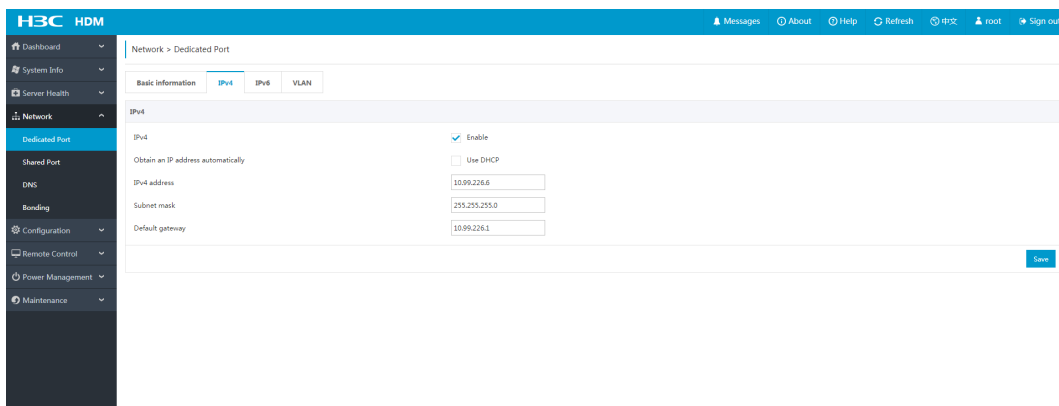 H3C HDM
Messages About Help Refresh 中文 root Sign out
Dashboard
System Info
Server Health
Network
Dedicated Port
Shared Port
DNS
Bonding
Configuration
Remote Control
Power Management
Maintenance
Network > Dedicated Port
Basic information IPv4 IPv6 VLAN
IPv4
IPv4 Enable
Obtain an IP address automatically Use DHCP
IPv4 address 10.99.226.6
Subnet mask 255.255.255.0
Default gateway 10.99.226.1
Save